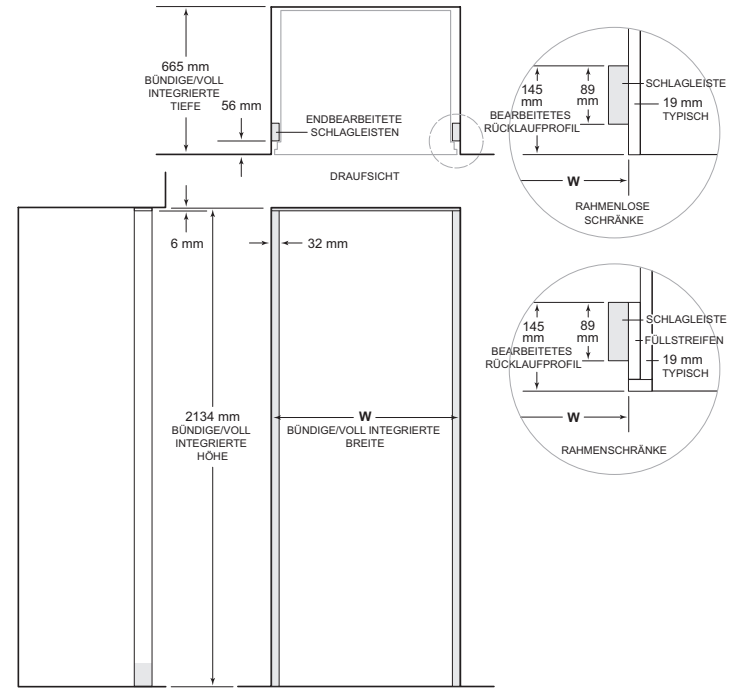 665 mm
BÜNDIGE/VOLL
INTEGRIERTE
TIEFE
56 mm
ENDBEARBEITETE
SCHLAGLEISTEN
DRAUFSICHT
145
mm
BEARBEITETES
RÜCKLAUFPROFIL
89
mm
SCHLAGLEISTE
19 mm
TYPISCH
W
RAHMENLOSE
SCHRÄNKE
6 mm
32 mm
2134 mm
BÜNDIGE/VOLL
INTEGRIERTE
HÖHE
W
BÜNDIGE/VOLL INTEGRIERTE
BREITE
145
mm
BEARBEITETES
RÜCKLAUFPROFIL
89
mm
SCHLAGLEISTE
FÜLLSTREIFEN
19 mm
TYPISCH
W
RAHMENSCHRÄNKE